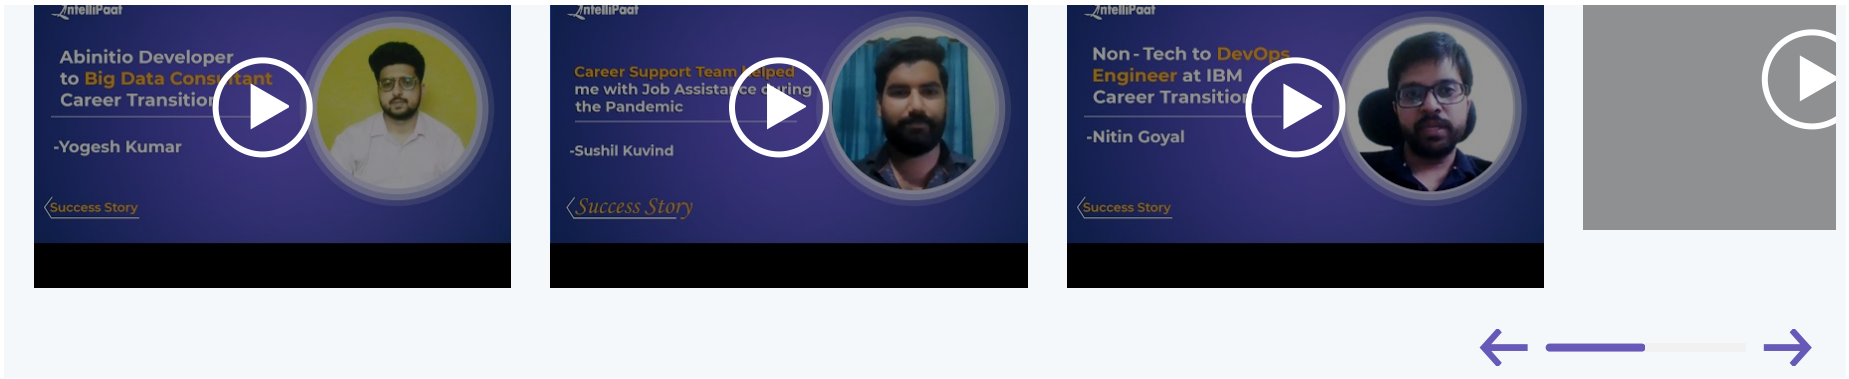 IntelliPaat
Abinitio Developer
to Big Data Consultant
Career Transition
-Yogesh Kumar
Success Story
IntelliPaat
Career Support Team helped
me with Job Assistance during
the Pandemic
-Sushil Kuvind
Success Story
IntelliPaat
Non-Tech to DevOps
Engineer at IBM
Career Transition
-Nitin Goyal
Success Story